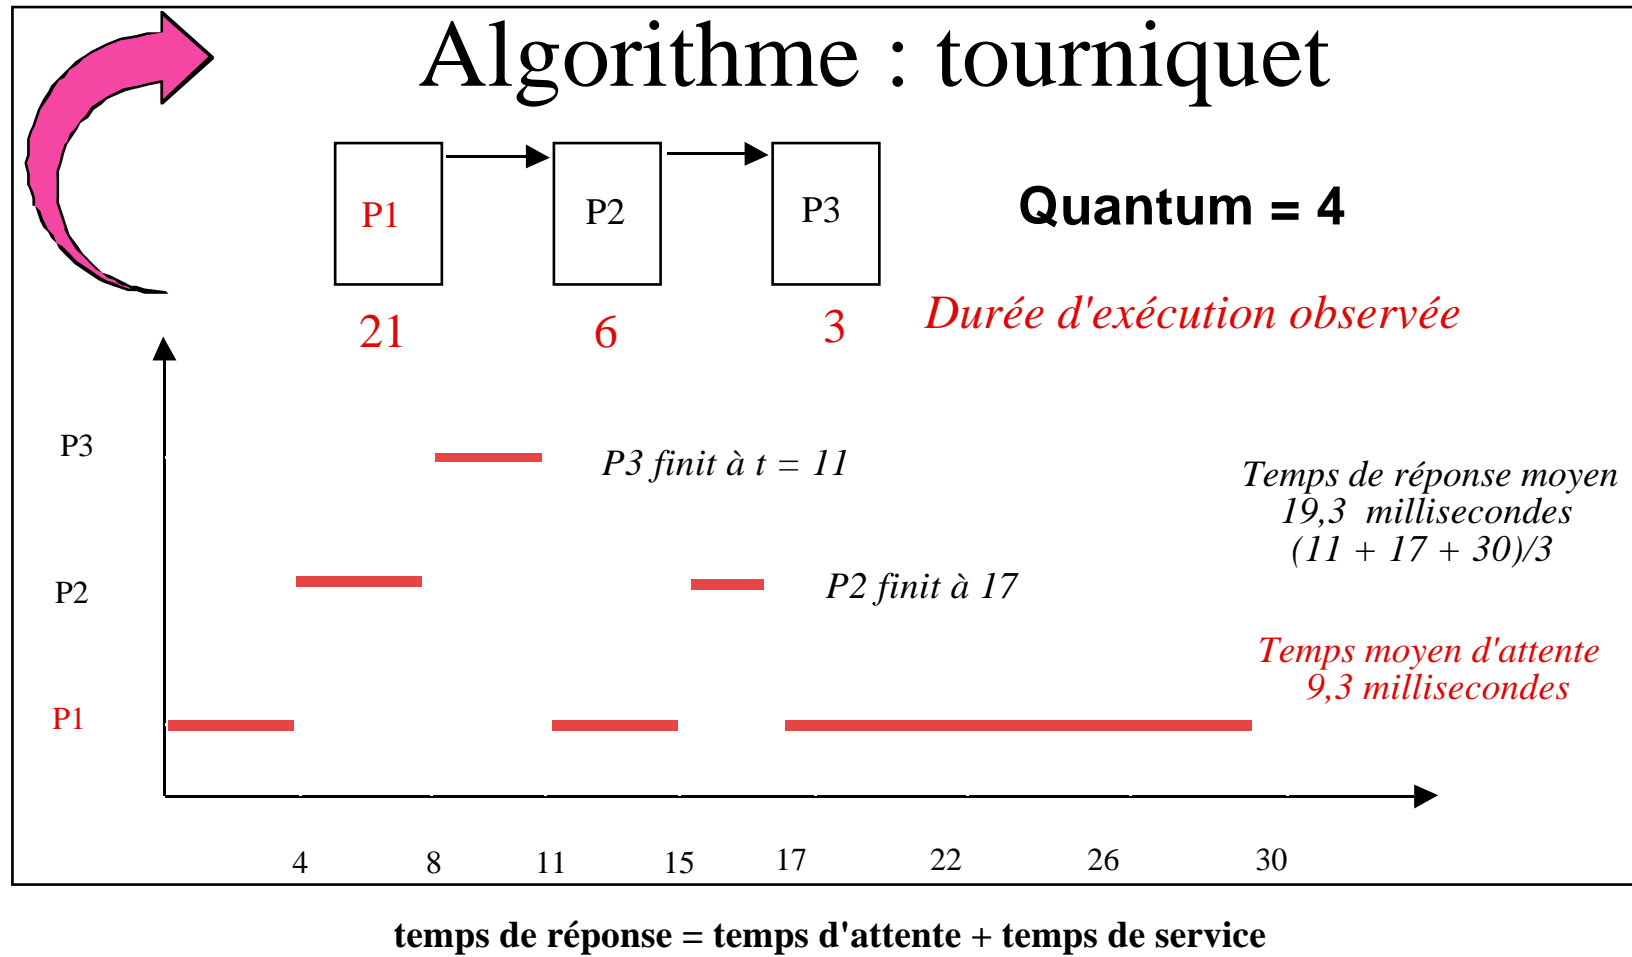 Algorithme : tourniquet
P1
P2
P3
Quantum = 4
21
6
3
Durée d'exécution observée
P3
P3 finit à t = 11
Temps de réponse moyen
19,3 millisecondes
(11 + 17 + 30)/3
P2
P2 finit à 17
Temps moyen d'attente
9,3 millisecondes
P1
4 8 11 15 17 22 26 30
temps de réponse = temps d'attente + temps de service